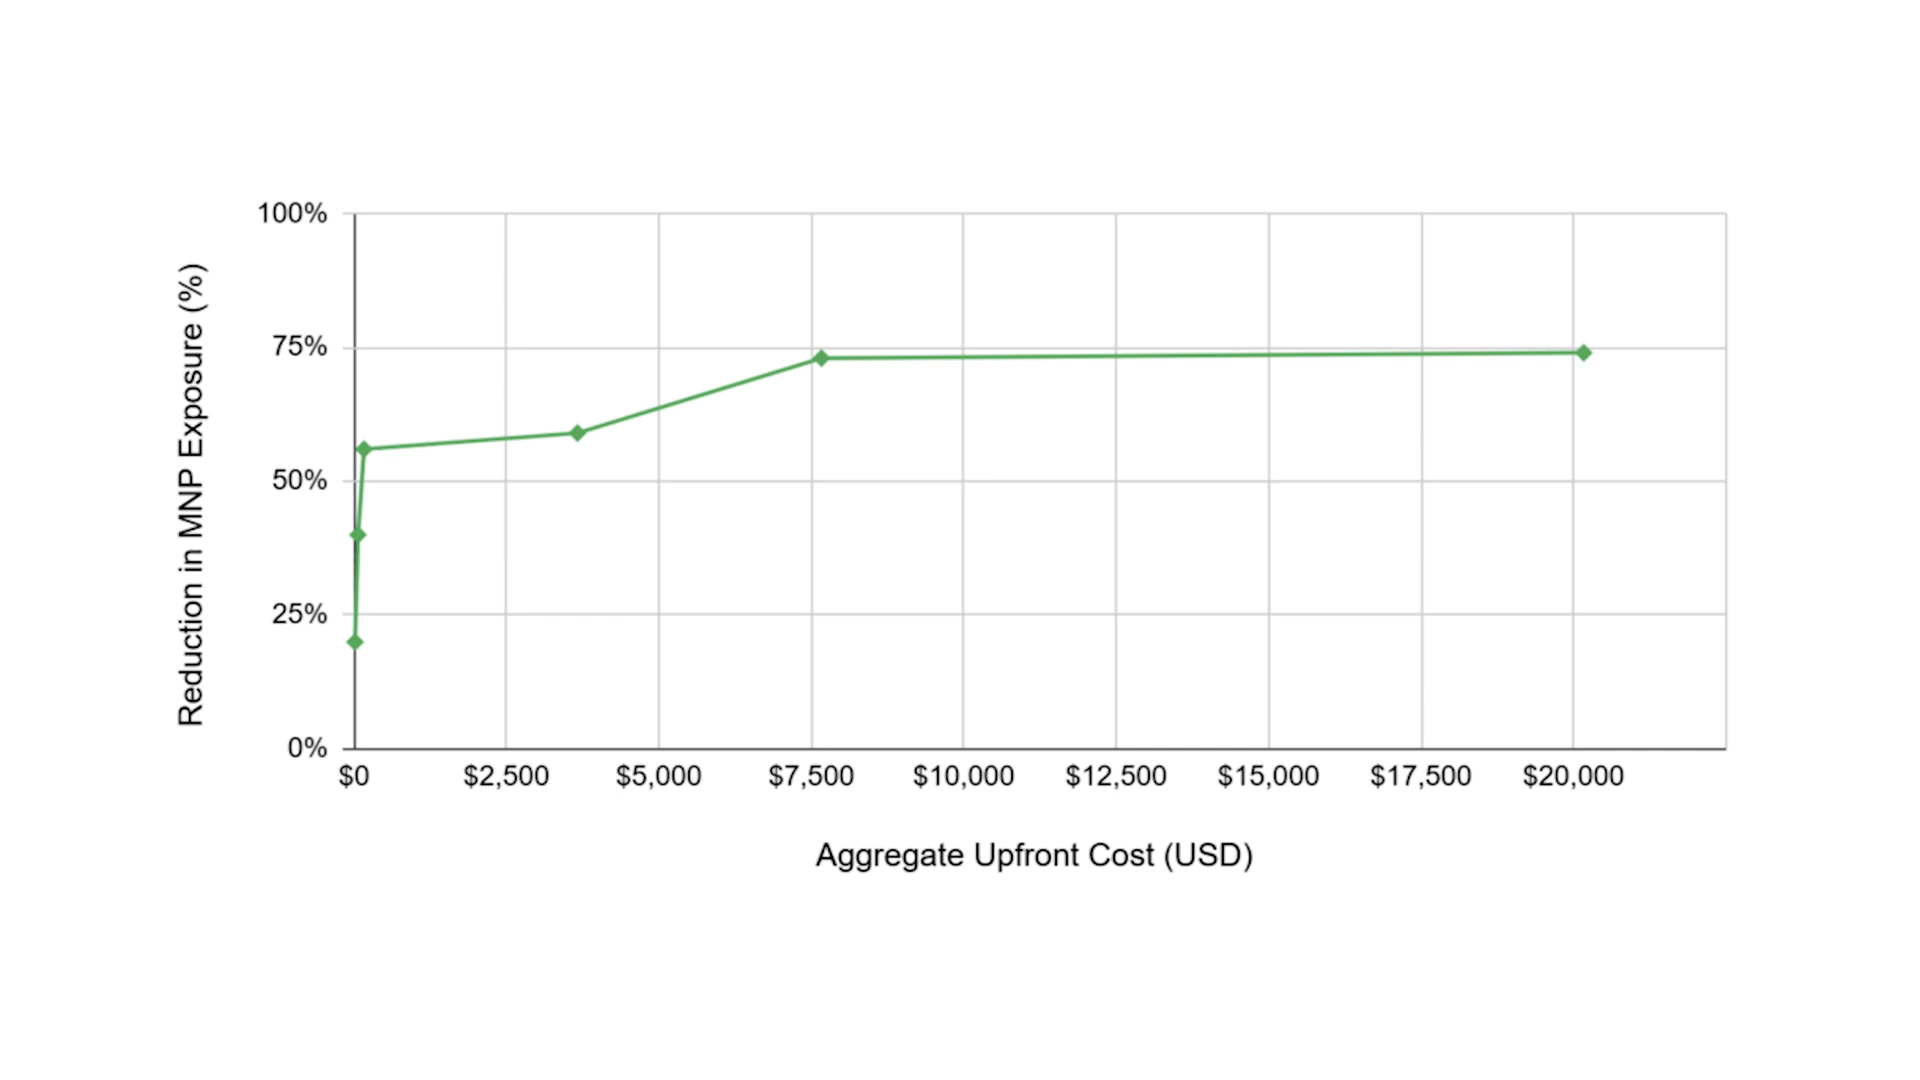 100%
75%
50%
25%
0%
Reduction in MNP Exposure (%)
$0 $2,500 $5,000 $7,500 $10,000 $12,500 $15,000 $17,500 $20,000
Aggregate Upfront Cost (USD)